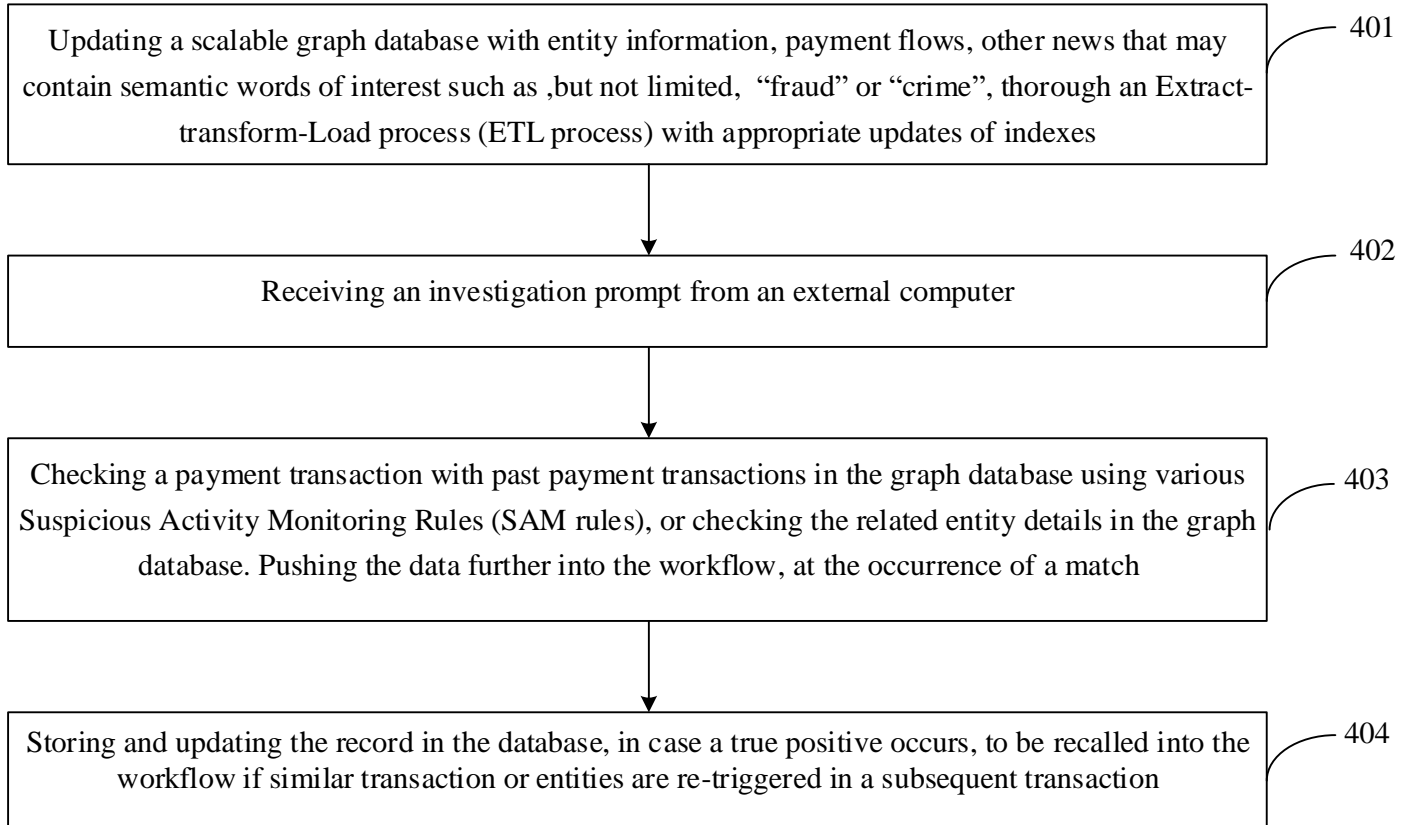 Updating a scalable graph database with entity information, payment flows, other news that may
contain semantic words of interest such as ,but not limited, “fraud” or “crime”, thorough an Extract-
transform-Load process (ETL process) with appropriate updates of indexes
401
Receiving an investigation prompt from an external computer
402
Checking a payment transaction with past payment transactions in the graph database using various
Suspicious Activity Monitoring Rules (SAM rules), or checking the related entity details in the graph
database. Pushing the data further into the workflow, at the occurrence of a match
403
Storing and updating the record in the database, in case a true positive occurs, to be recalled into the
workflow if similar transaction or entities are re-triggered in a subsequent transaction
404